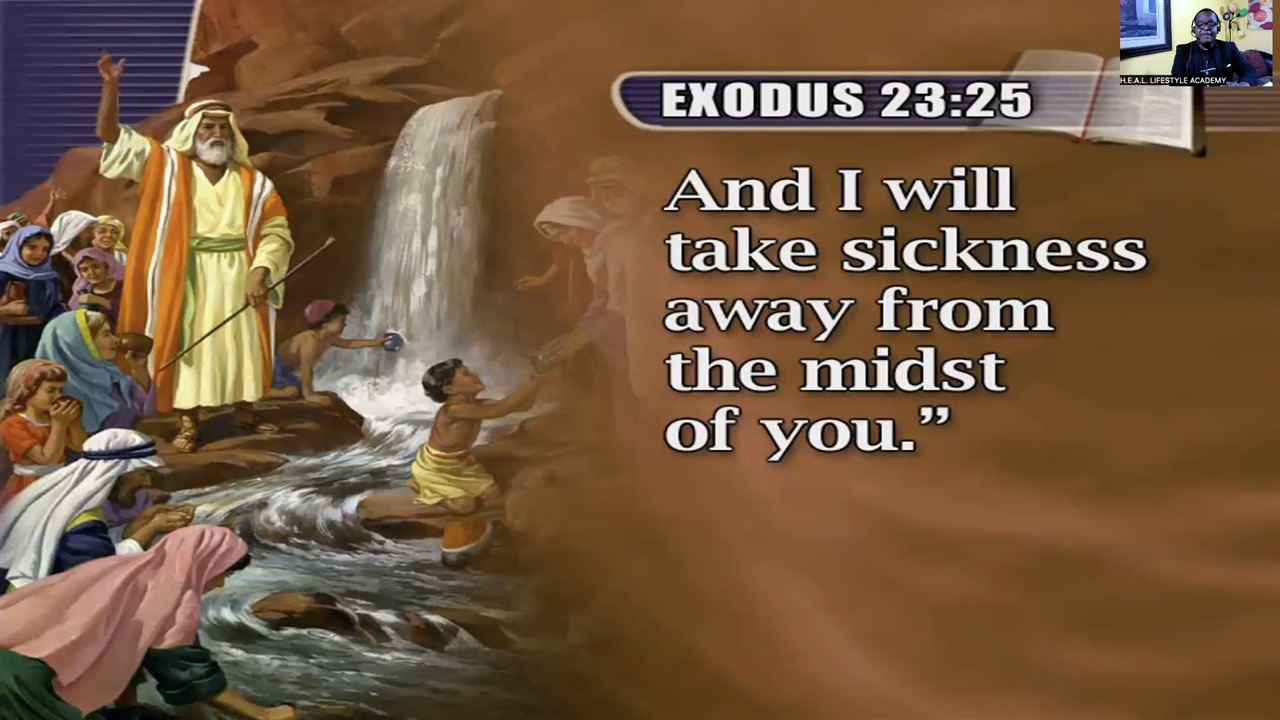 H.E.A.L. LIFESTYLE ACADEMY
EXODUS 23:25
And I will
take sickness
away from
the midst
of you.”